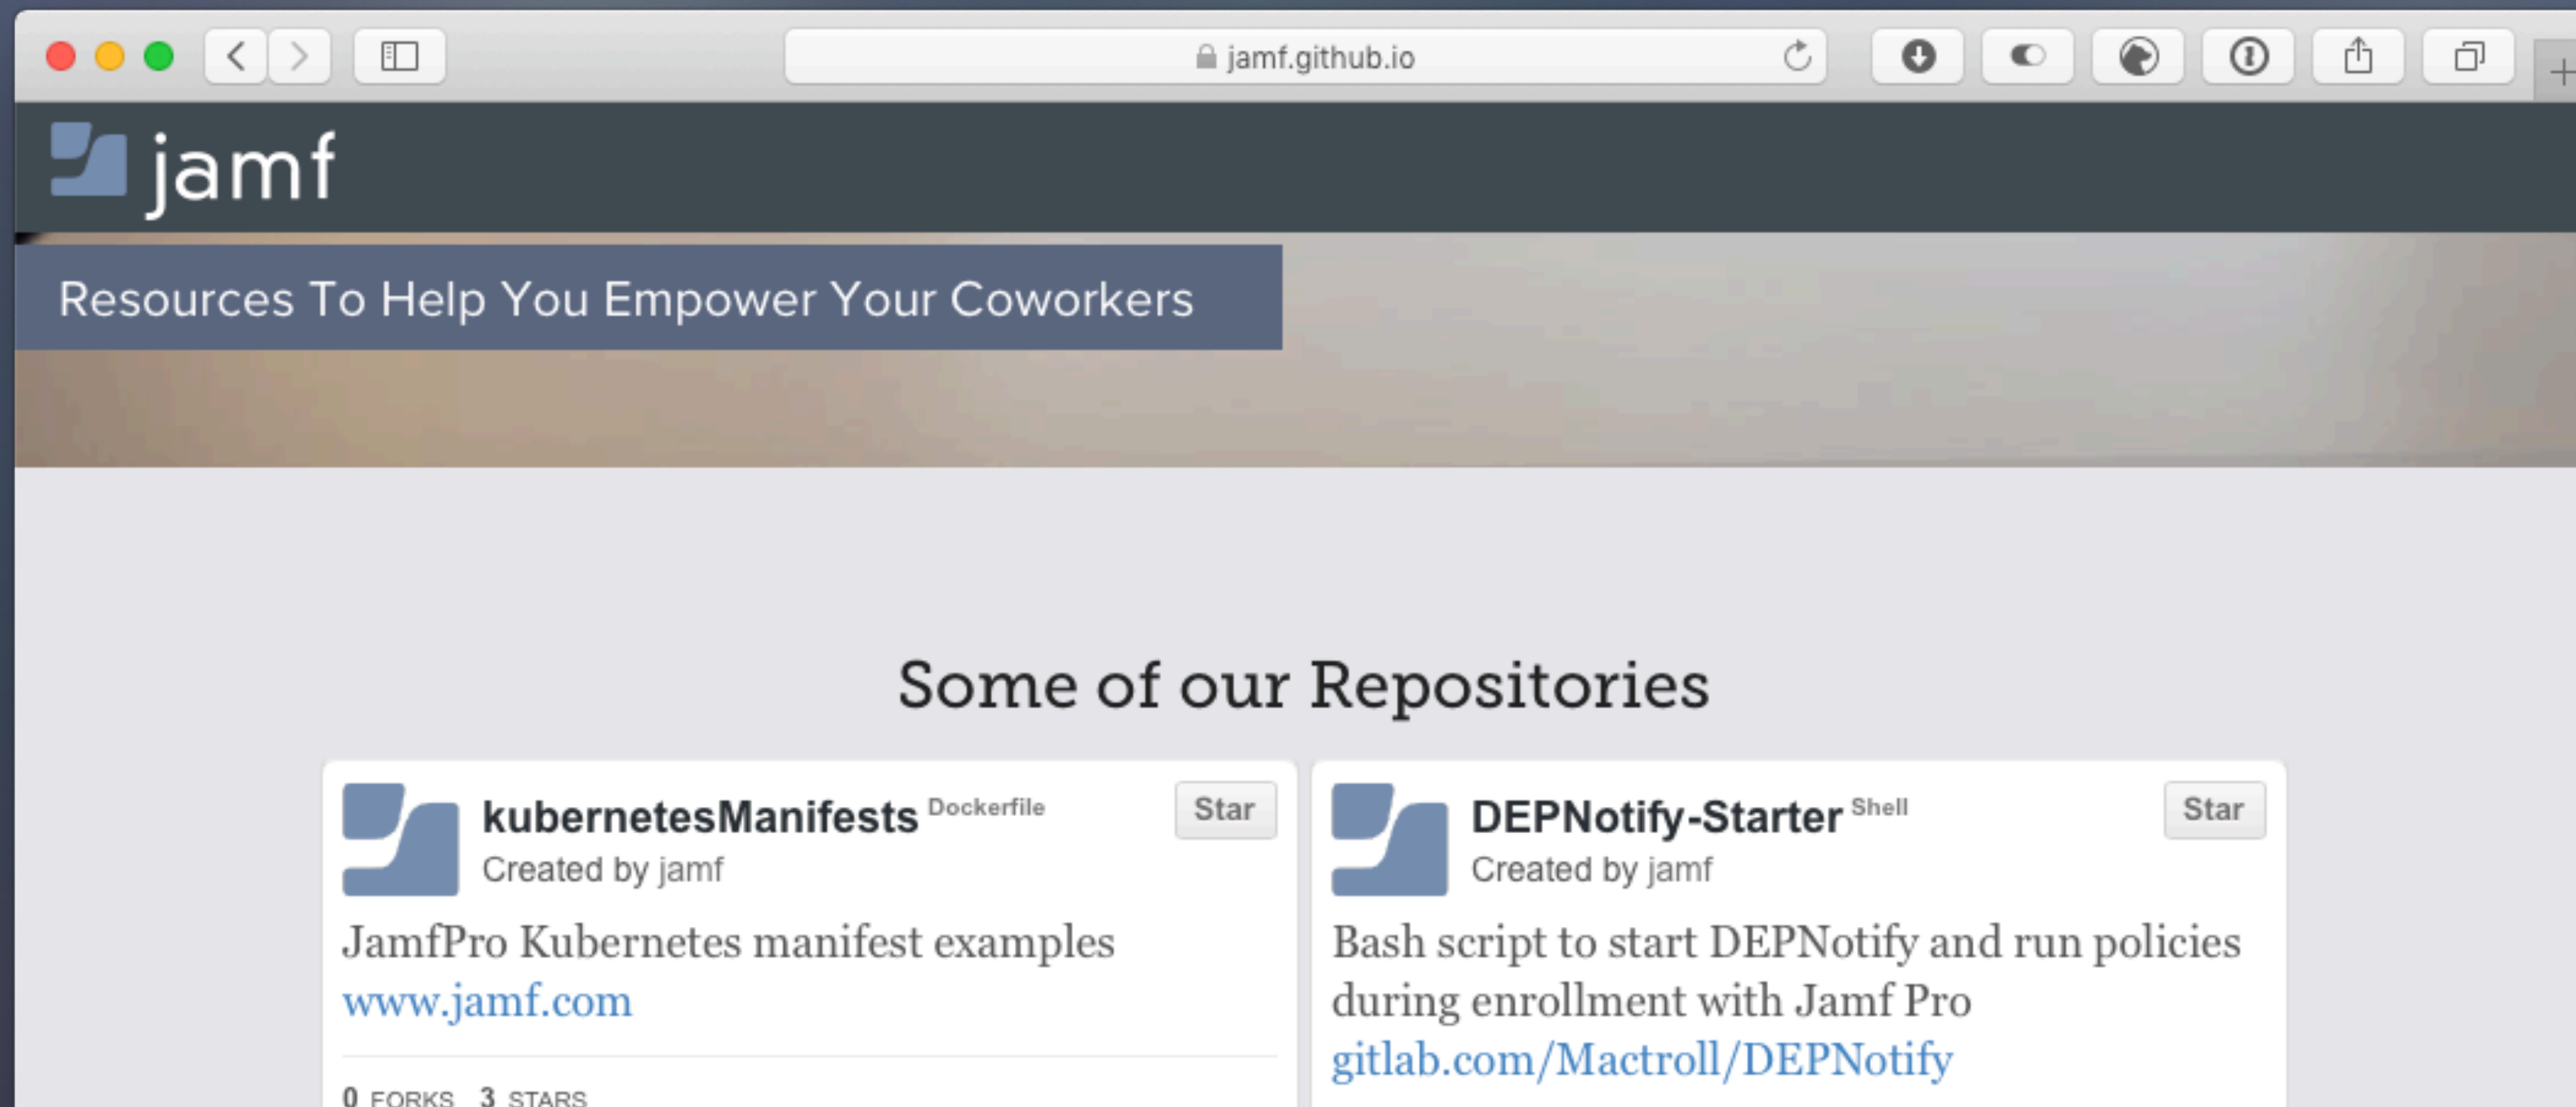 jamf.github.io
jamf
Resources To Help You Empower Your Coworkers
Some of our Repositories
kubernetesManifests Dockerfile
Star
Created by jamf
JamfPro Kubernetes manifest examples
www.jamf.com
0 FORKS 3 STARS
DEPNotify-Starter Shell
Star
Created by jamf
Bash script to start DEPNotify and run policies
during enrollment with Jamf Pro
gitlab.com/Mactroll/DEPNotify